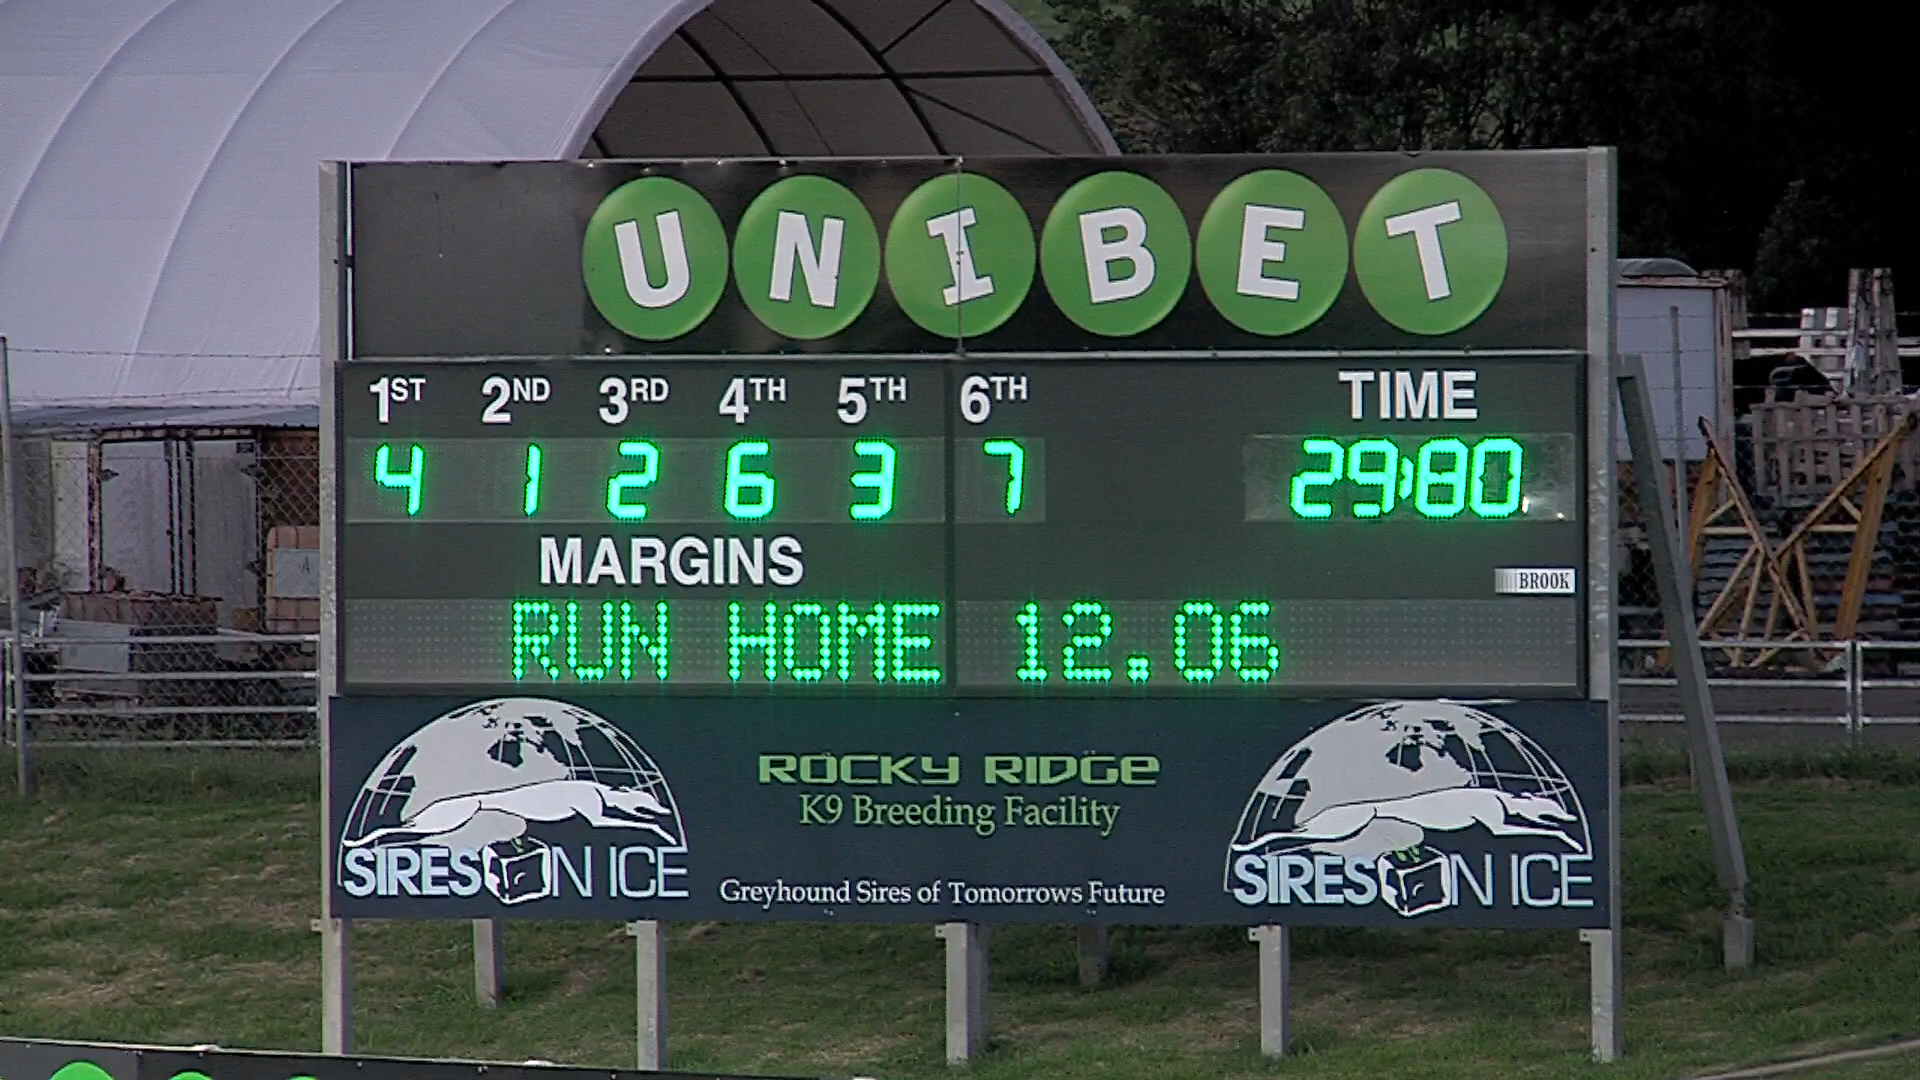 UNIBET
1ST 2ND 3RD 4TH 5TH 6TH TIME
4 1 2 6 3 7 29:80
MARGINS
BROOK
RUN HOME 12.06
ROCKY RIDGE
K9 Breeding Facility
SIRES ON ICE
Greyhound Sires of Tomorrows Future
SIRES ON ICE